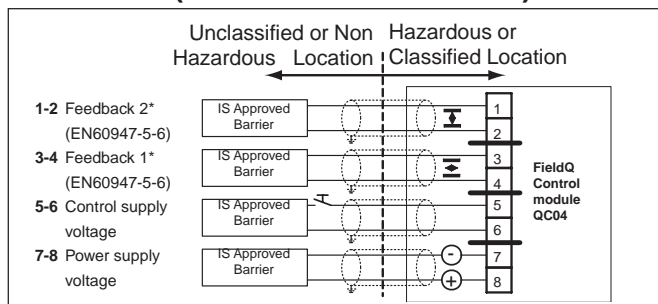 Unclassified or Non Hazardous Location
Hazardous or Classified Location
1-2 Feedback 2*
(EN60947-5-6)
IS Approved Barrier
1
2
3-4 Feedback 1*
(EN60947-5-6)
IS Approved Barrier
3
4
5-6 Control supply
voltage
IS Approved Barrier
5
6
7-8 Power supply
voltage
IS Approved Barrier
-
7
+
8
FieldQ
Control
module
QC04